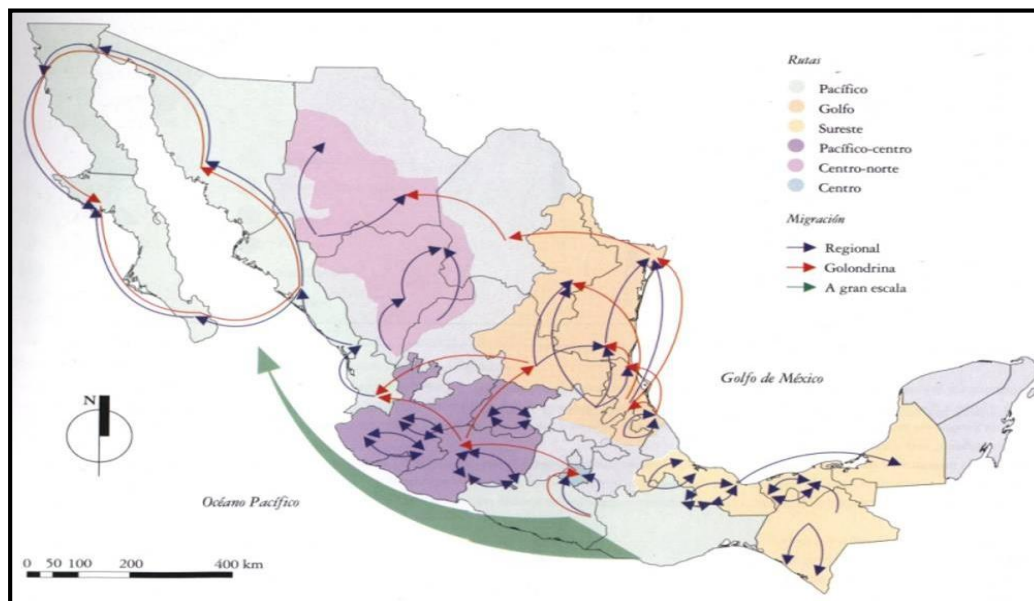 Rutas
Pacífico
Golfo
Sureste
Pacífico-centro
Centro-norte
Centro
Migración
Regional
Golondrina
A gran escala
Golfo de México
N
Océano Pacífico
0 50 100 200 400 km